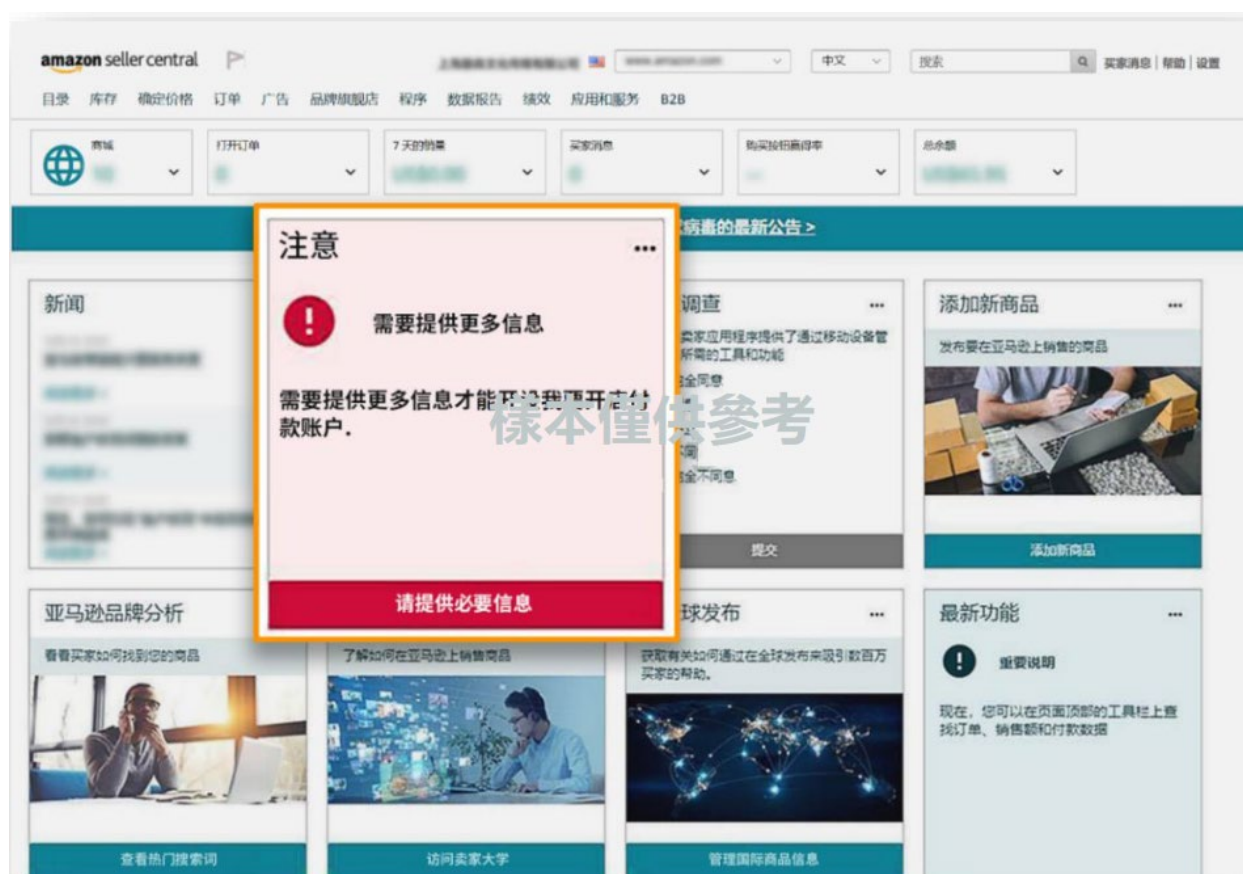 amazon seller central
中文
搜索
买家消息 | 帮助 | 设置
目录 库存 确定价格 订单 广告 品牌旗舰店 程序 数据报告 绩效 应用和服务 B2B
商城
打开订单
7 天的销量
买家消息
购买按钮赢得率
总余额
病毒的最新公告 >
注意
需要提供更多信息
需要提供更多信息才能开设我要开店付
款账户.
请提供必要信息
樣本僅供參考
新闻
调查
卖家应用程序提供了通过移动设备管
所需的工具和功能
全同意
不同
全不同意
提交
添加新商品
发布要在亚马逊上销售的商品
添加新商品
亚马逊品牌分析
看看买家如何找到您的商品
查看热门搜索词
了解如何在亚马逊上销售商品
访问卖家大学
球发布
获取有关如何通过在全球发布来吸引数百万
买家的帮助。
管理国际商品信息
最新功能
重要说明
现在，您可以在页面顶部的工具栏上查
找订单、销售额和付款数据